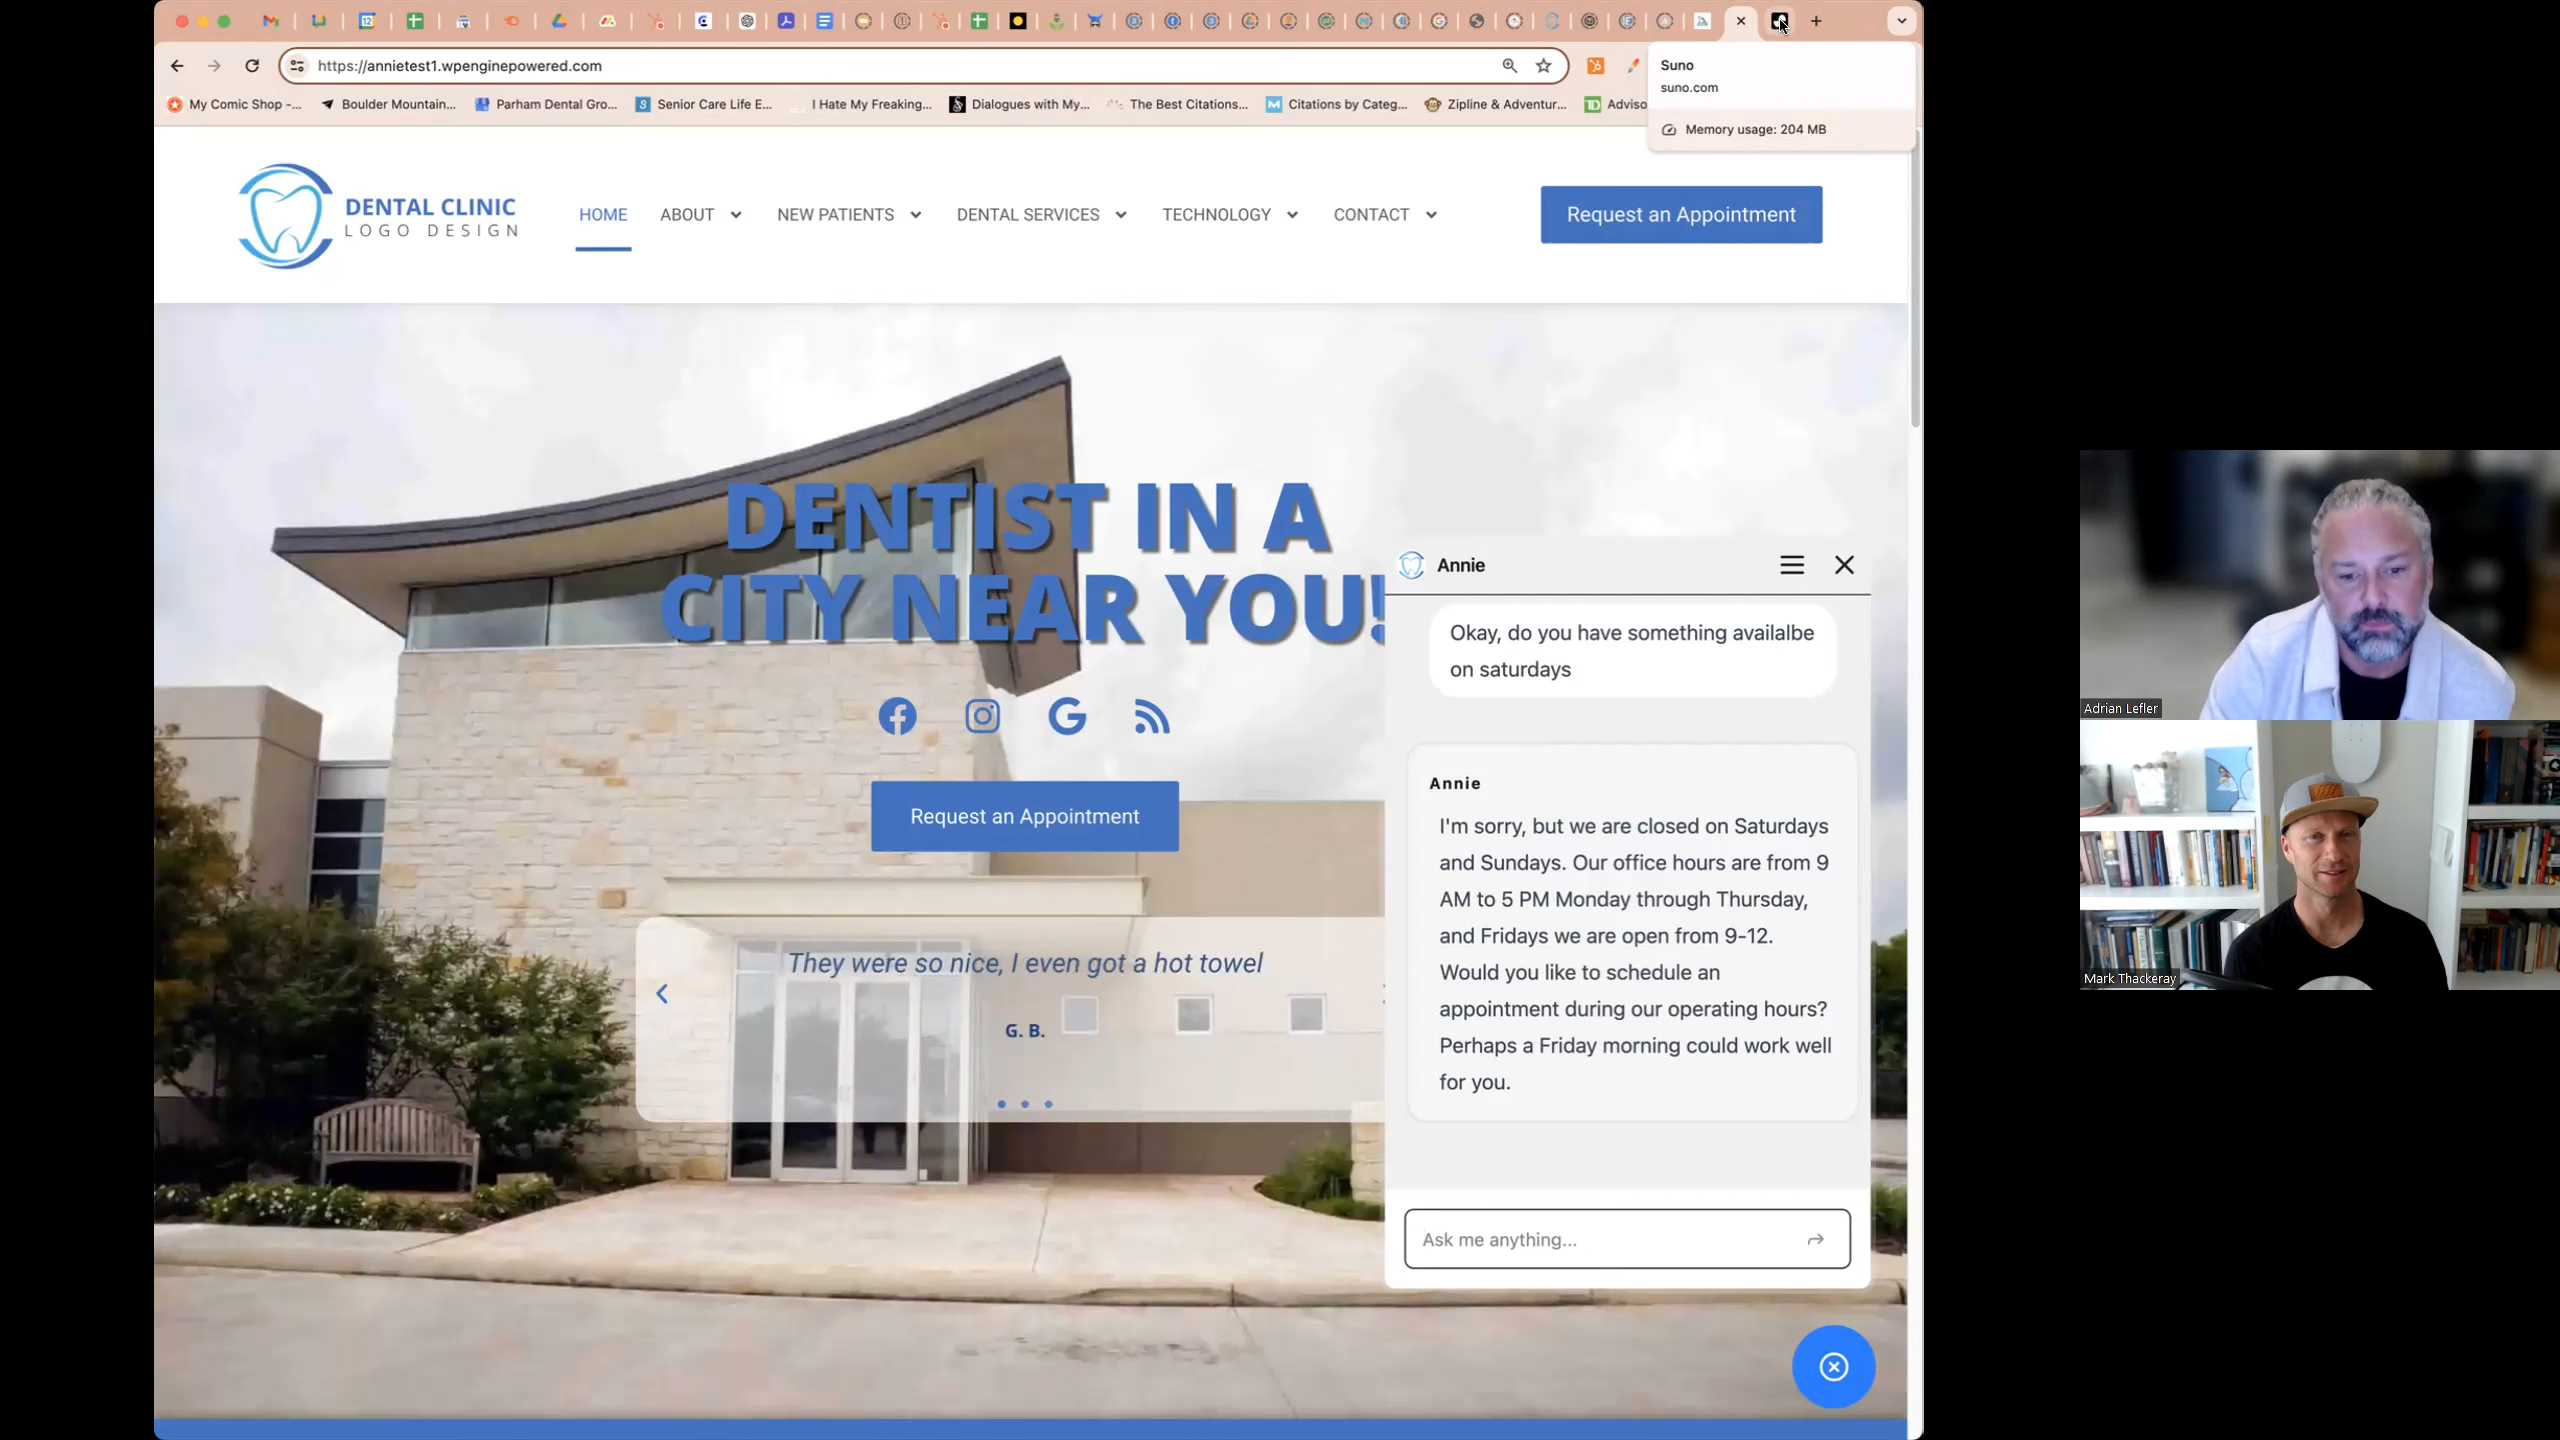 https://annietest1.wpenginepowered.com
Suno
suno.com
Memory usage: 204 MB
My Comic Shop -...
Boulder Mountain...
Parham Dental Gro...
Senior Care Life E...
I Hate My Freaking...
Dialogues with My...
The Best Citations...
Citations by Categ...
Zipline & Adventur...
Adviso
DENTAL CLINIC
LOGO DESIGN
HOME
ABOUT
NEW PATIENTS
DENTAL SERVICES
TECHNOLOGY
CONTACT
Request an Appointment
DENTIST IN A
CITY NEAR YOU!
Request an Appointment
They were so nice, I even got a hot towel
G. B.
Annie
Okay, do you have something availalbe
on saturdays
Annie
I'm sorry, but we are closed on Saturdays
and Sundays. Our office hours are from 9
AM to 5 PM Monday through Thursday,
and Fridays we are open from 9-12.
Would you like to schedule an
appointment during our operating hours?
Perhaps a Friday morning could work well
for you.
Ask me anything...
Adrian Lefler
Mark Thackeray